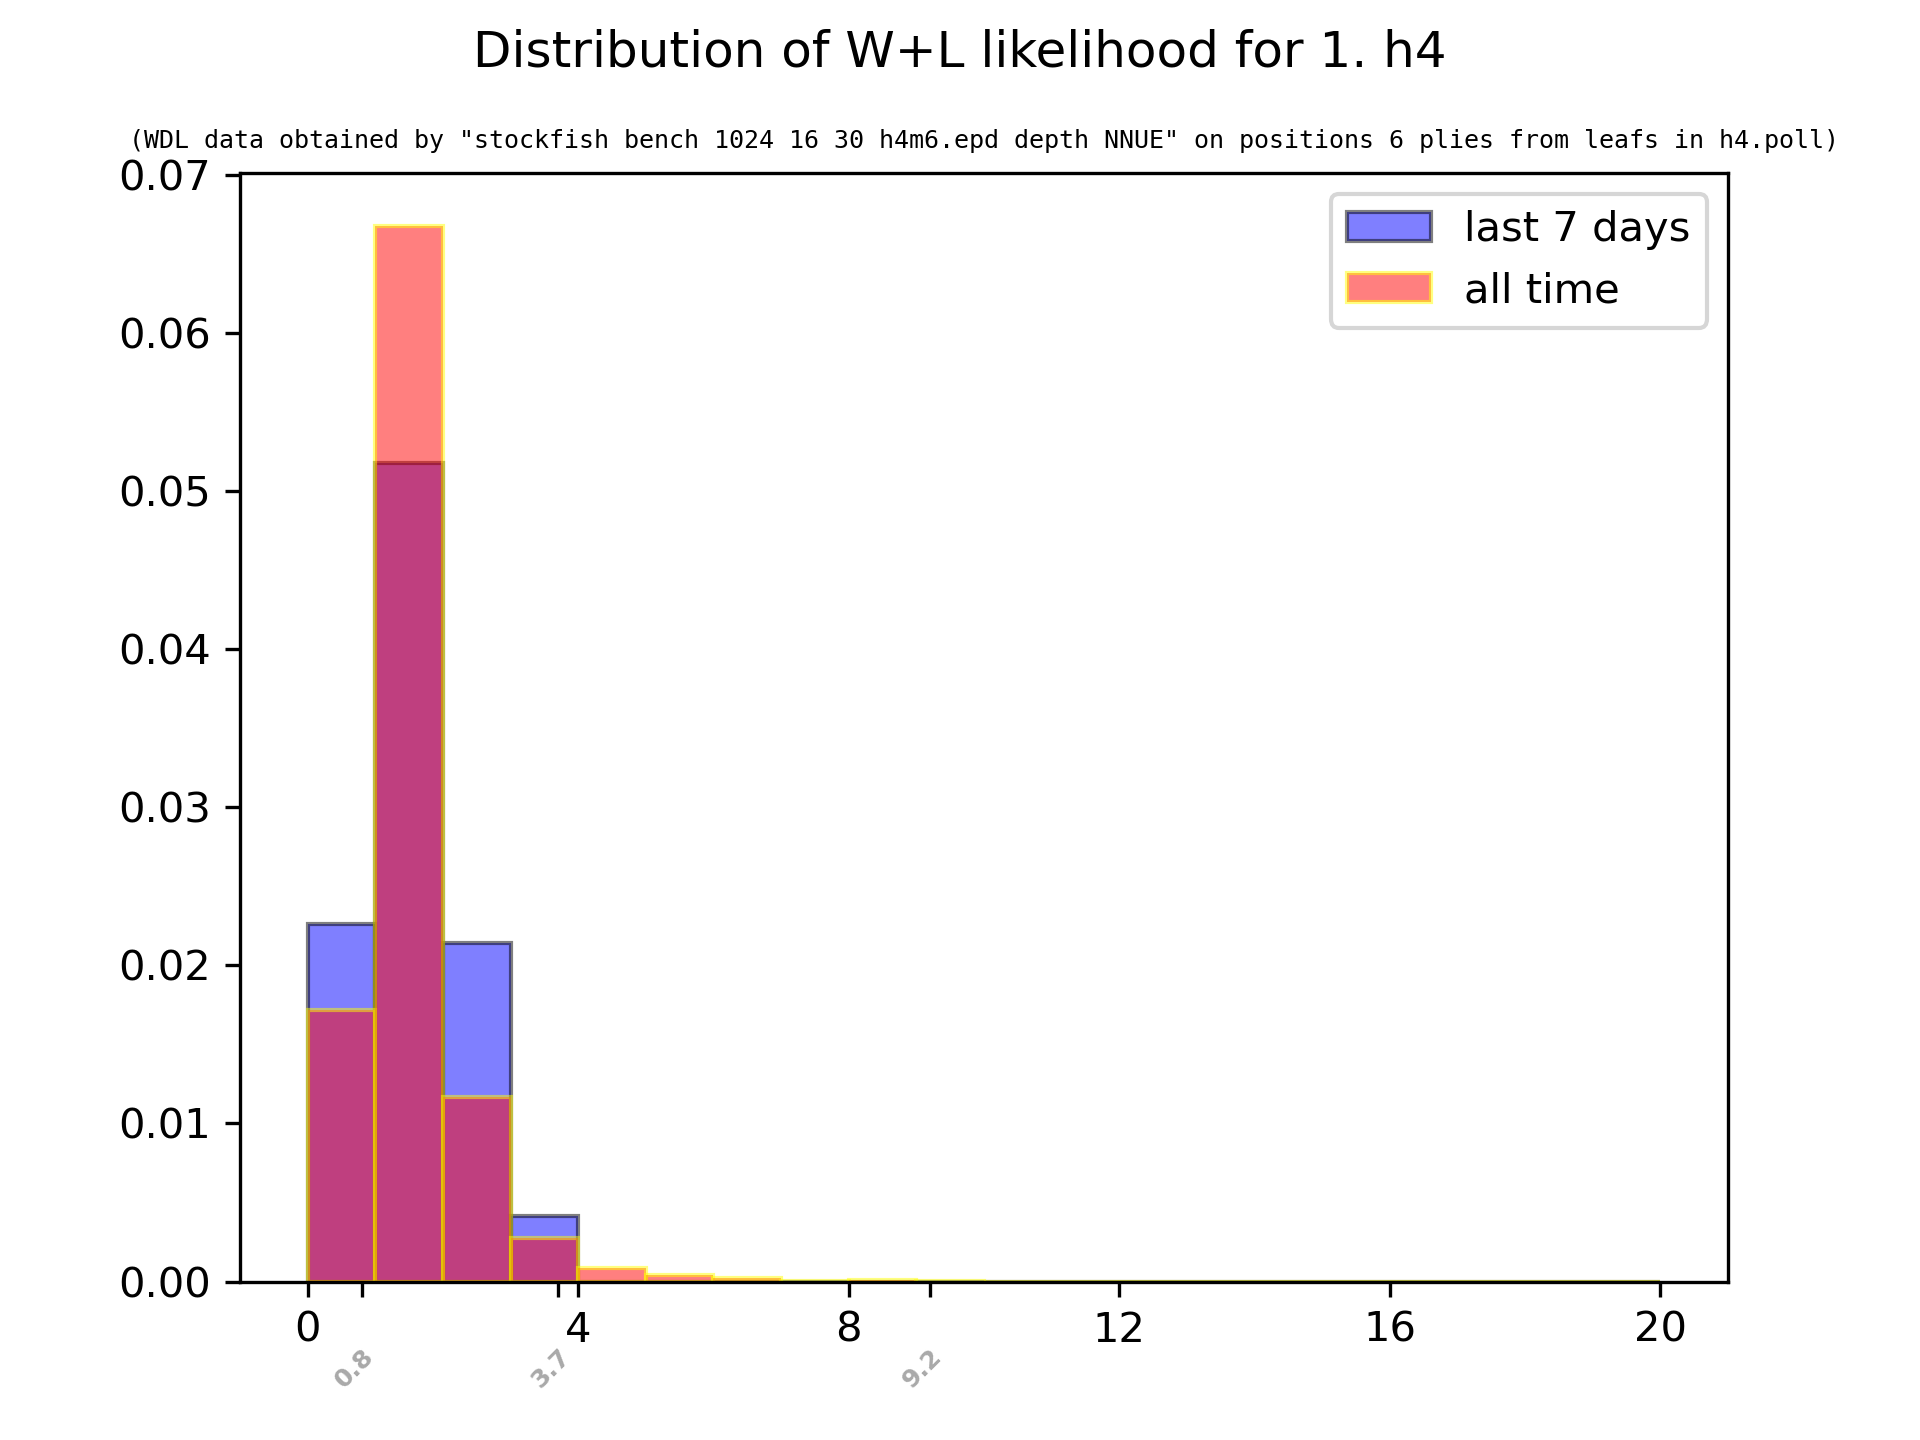 Distribution of W+L likelihood for 1. h4
(WDL data obtained by "stockfish bench 1024 16 30 h4m6.epd depth NNUE" on positions 6 plies from leafs in h4.poll)
0.07
0.06
0.05
0.04
0.03
0.02
0.01
0.00
last 7 days
all time
0 4 8 12 16 20
0.8 3.7 9.2